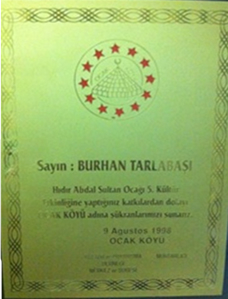 Sayın : BURHAN TARLABAŞI
Hıdır Abdal Sultan Ocağı 5. Kültür
Etkinliğine yaptığınız katkılardan dolayı
OCAK KÖYÜ adına şükranlarımızı sunarız.
9 Ağustos 1998
OCAK KÖYÜ